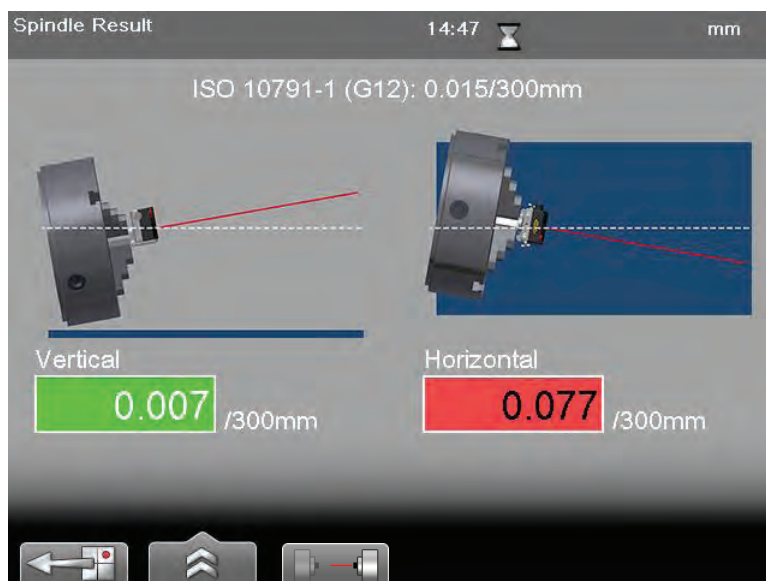 Spindle Result 14:47 mm
ISO 10791-1 (G12): 0.015/300mm
Vertical Horizontal
0.007 /300mm 0.077 /300mm